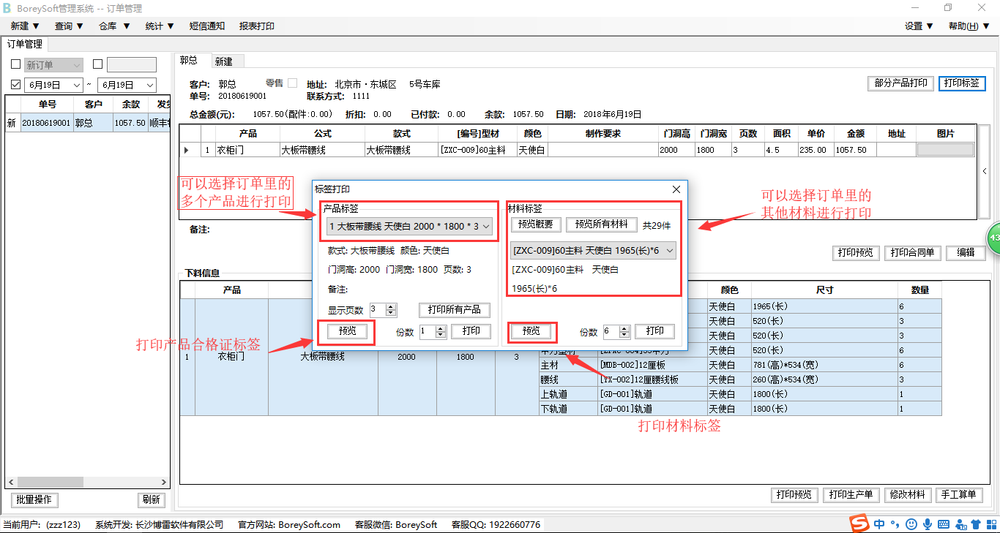 BoreySoft管理系统 -- 订单管理
新建 ▼ 查询 ▼ 仓库 ▼ 统计 ▼ 短信通知 报表打印 设置 ▼ 帮助(H) ▼
订单管理
新订单
6月19日 ~ 6月19日
单号 客户 余款
新 20180619001 郭总 1057.50
批量操作 刷新
郭总 新建
客户: 郭总 零售 地址: 北京市·东城区 5号车库
单号: 20180619001 联系方式: 1111
部分产品打印 打印标签
总金额(元): 1057.50(配件:0.00) 折扣: 0.00 已付款: 0.00 余款: 1057.50 日期: 2018年6月19日
产品 公式 款式 [编号]型材 颜色 制作要求 门洞高 门洞宽 页数 面积 单价 金额 地址 图片
1 衣柜门 大板带腰线 大板带腰线 [ZXC-009]60主料 天使白 2000 1800 3 4.5 235.00 1057.50
可以选择订单里的
多个产品进行打印
可以选择订单里的
其他材料进行打印
备注:
打印预览 打印合同单 编辑
标签打印
产品标签
1 大板带腰线 天使白 2000 * 1800 * 3
款式: 大板带腰线 颜色: 天使白
门洞高: 2000 门洞宽: 1800 页数: 3
备注:
显示页数 3 打印所有产品
预览 份数 1 打印
材料标签
预览概要 预览所有材料 共29件
[ZXC-009]60主料 天使白 1965(长)*6
[ZXC-009]60主料 天使白
1965(长)*6
预览 份数 6 打印
43
打印产品合格证标签
打印材料标签
下料信息
产品 颜色 尺寸 数量
1 衣柜门 大板带腰线 2000 1800 3
天使白 1965(长) 6
天使白 520(长) 3
天使白 520(长) 3
天使白 520(长) 6
主材 [MDB-002]12厘板 天使白 781(高)*534(宽) 6
腰线 [YX-002]12厘腰线板 天使白 260(高)*534(宽) 3
上轨道 [GD-001]轨道 天使白 1800(长) 1
下轨道 [GD-001]轨道 天使白 1800(长) 1
打印预览 打印生产单 修改材料 手工算单
当前用户: (zzz123) 系统开发: 长沙博雷软件有限公司 官方网站: BoreySoft.com 客服微信: BoreySoft 客服QQ: 1922660776
中